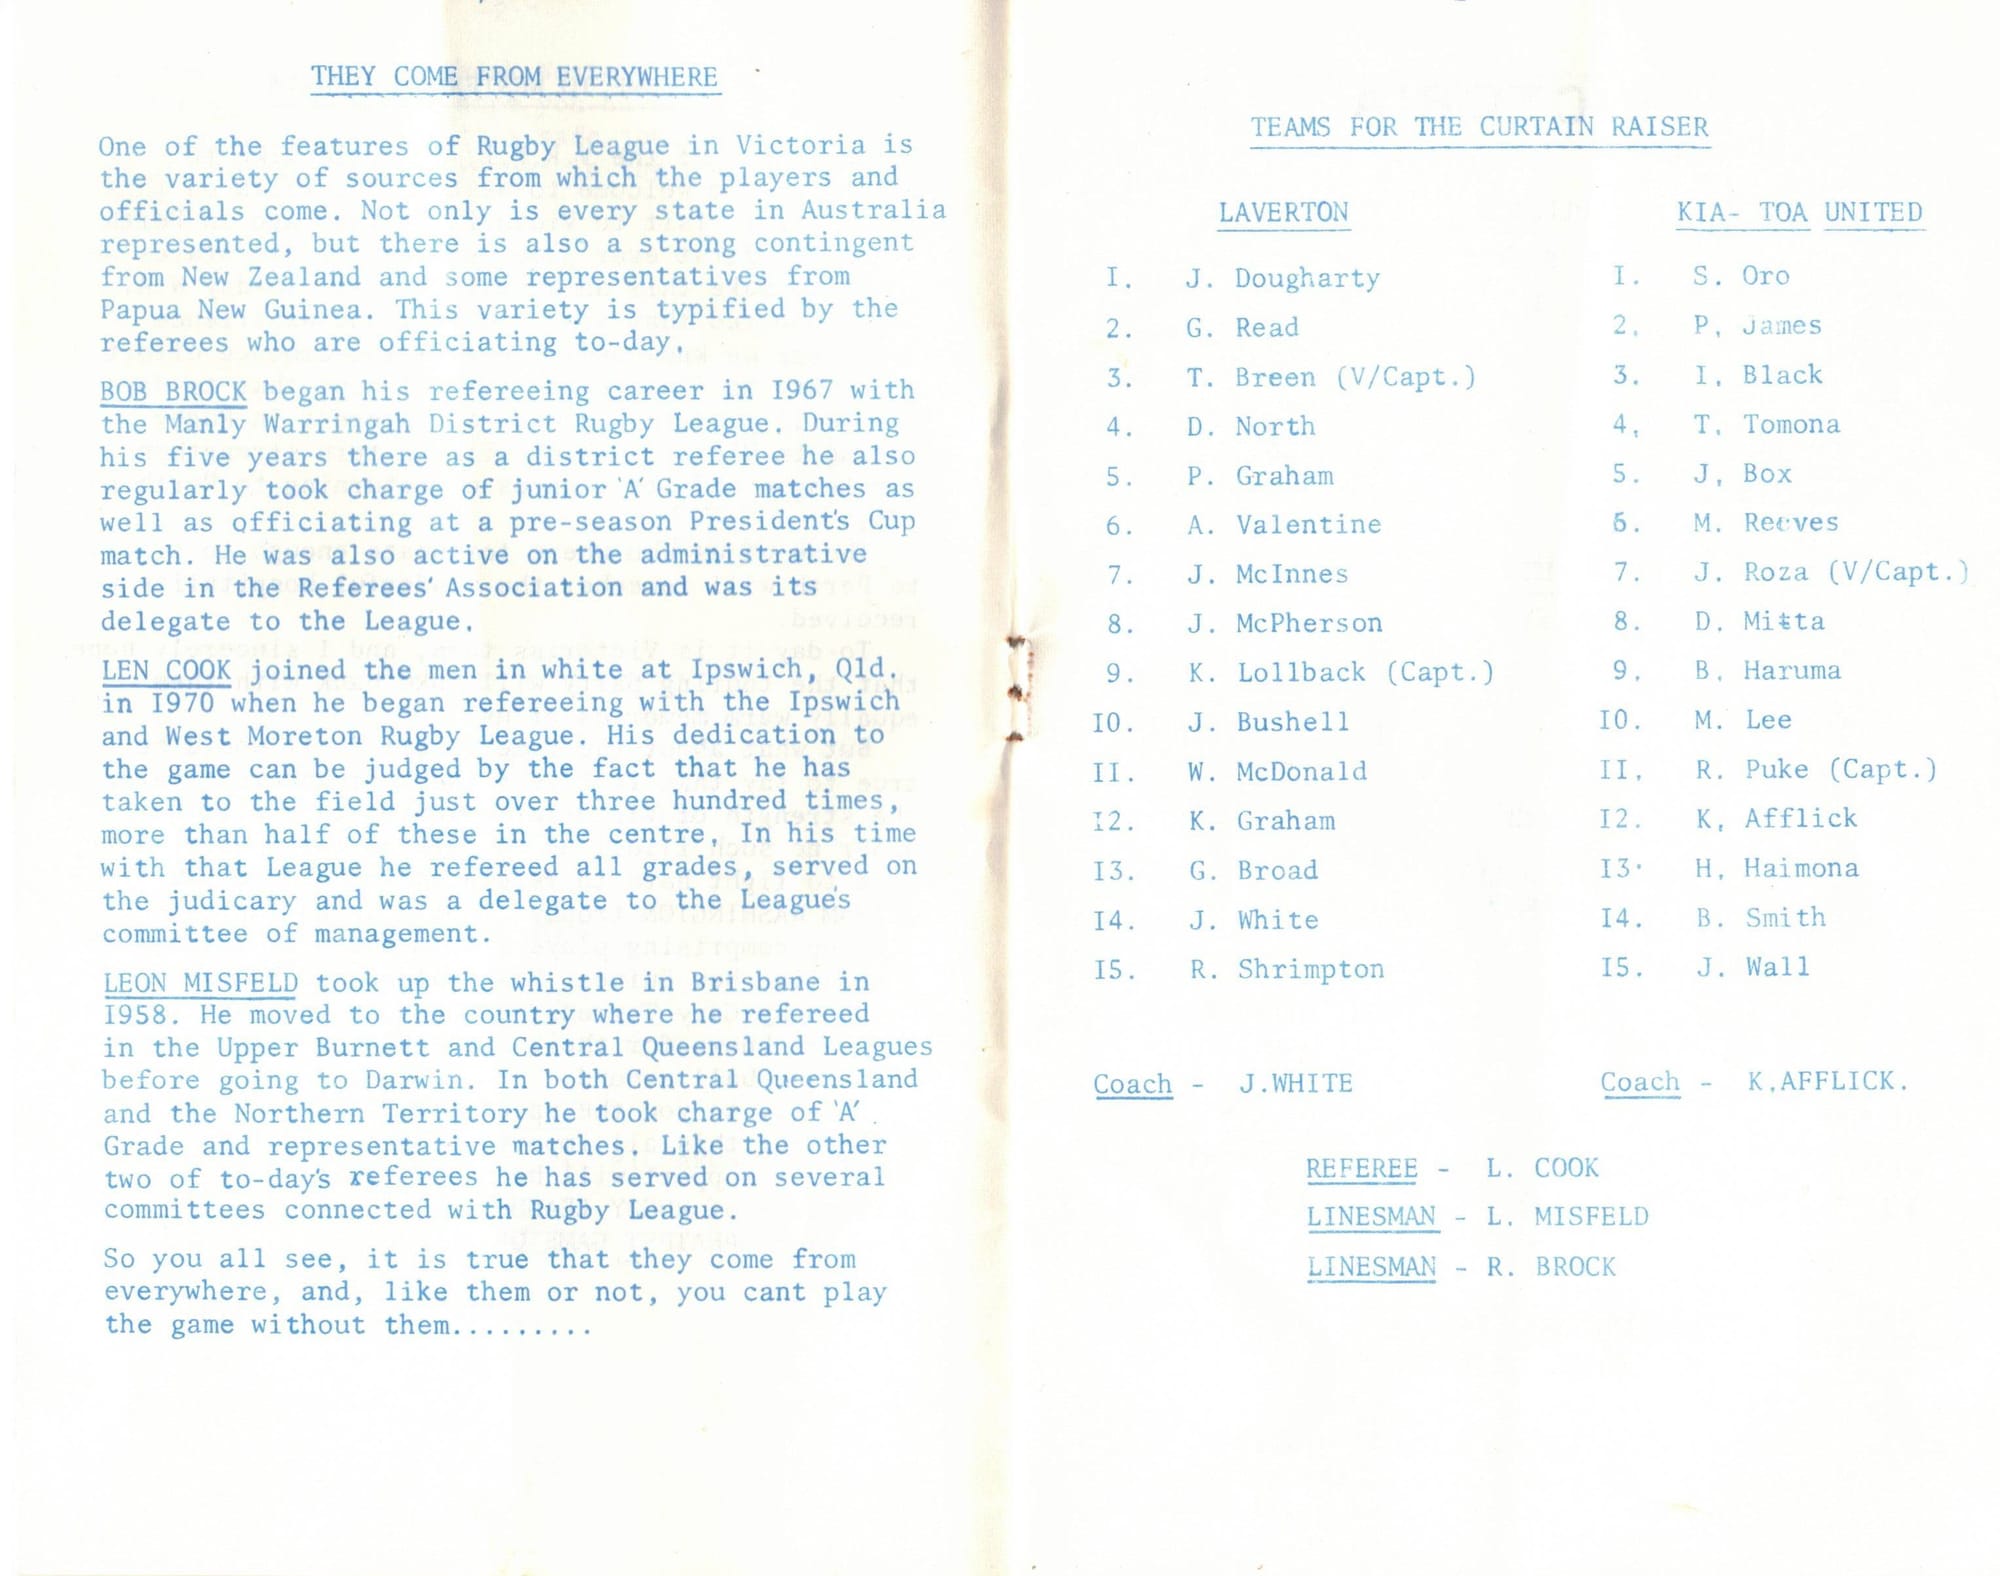 THEY COME FROM EVERYWHERE
One of the features of Rugby League in Victoria is
the variety of sources from which the players and
officials come. Not only is every state in Australia
represented, but there is also a strong contingent
from New Zealand and some representatives from
Papua New Guinea. This variety is typified by the
referees who are officiating to-day.
BOB BROCK began his refereeing career in I967 with
the Manly Warringah District Rugby League. During
his five years there as a district referee he also
regularly took charge of junior 'A' Grade matches as
well as officiating at a pre-season President's Cup
match. He was also active on the administrative
side in the Referees' Association and was its
delegate to the League.
LEN COOK joined the men in white at Ipswich, Qld.
in I970 when he began refereeing with the Ipswich
and West Moreton Rugby League. His dedication to
the game can be judged by the fact that he has
taken to the field just over three hundred times,
more than half of these in the centre. In his time
with that League he refereed all grades, served on
the judicary and was a delegate to the League's
committee of management.
LEON MISFELD took up the whistle in Brisbane in
I958. He moved to the country where he refereed
in the Upper Burnett and Central Queensland Leagues
before going to Darwin. In both Central Queensland
and the Northern Territory he took charge of 'A'
Grade and representative matches. Like the other
two of to-day's referees he has served on several
committees connected with Rugby League.
So you all see, it is true that they come from
everywhere, and, like them or not, you cant play
the game without them.........
TEAMS FOR THE CURTAIN RAISER
LAVERTON
I. J. Dougharty
2. G. Read
3. T. Breen (V/Capt.)
4. D. North
5. P. Graham
6. A. Valentine
7. J. McInnes
8. J. McPherson
9. K. Lollback (Capt.)
I0. J. Bushell
II. W. McDonald
I2. K. Graham
I3. G. Broad
I4. J. White
I5. R. Shrimpton
Coach - J.WHITE
KIA- TOA UNITED
I. S. Oro
2. P. James
3. I. Black
4. T. Tomona
5. J. Box
6. M. Reeves
7. J. Roza (V/Capt.)
8. D. Mitta
9. B. Haruma
I0. M. Lee
II. R. Puke (Capt.)
I2. K. Afflick
I3. H. Haimona
I4. B. Smith
I5. J. Wall
Coach - K.AFFLICK.
REFEREE - L. COOK
LINESMAN - L. MISFELD
LINESMAN - R. BROCK